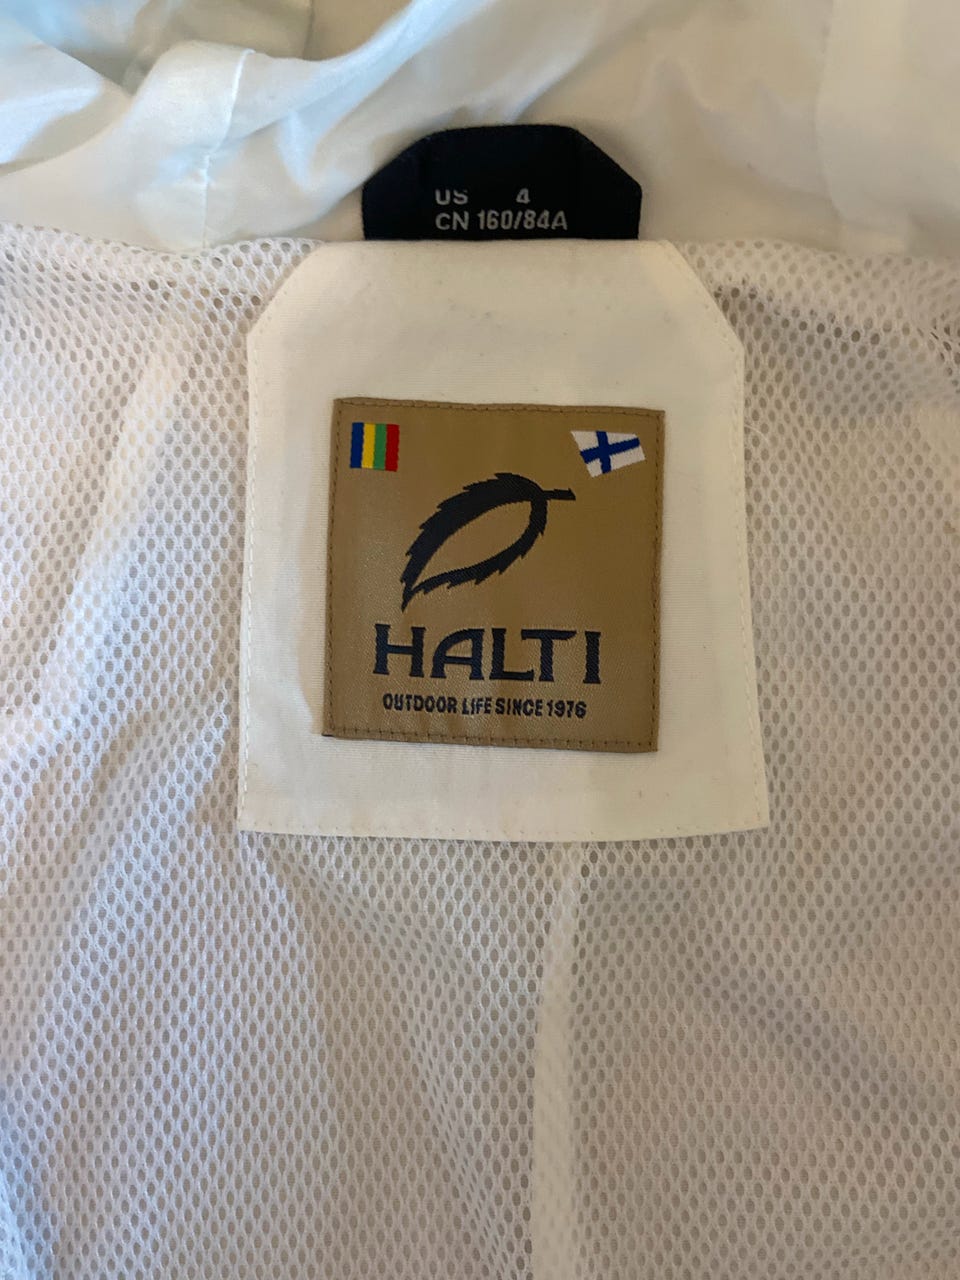 US 4
CN 160/84A
HALTI
OUTDOOR LIFE SINCE 1976